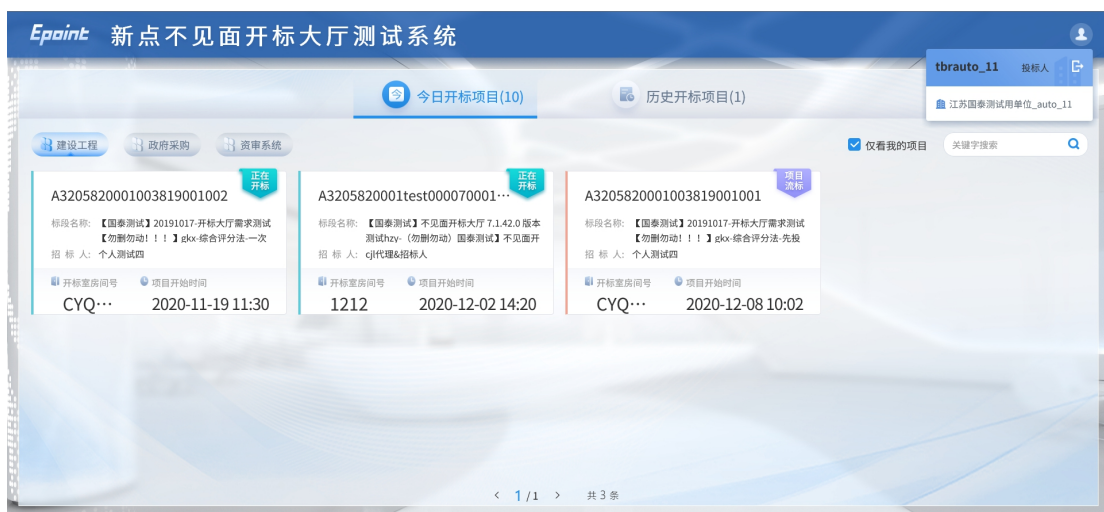 Epoint 新点不见面开标大厅测试系统
tbrauto_11 投标人
江苏国泰测试用单位_auto_11
今 今日开标项目(10) 历史开标项目(1)
建设工程 政府采购 资审系统 仅看我的项目 关键字搜索
正在开标
A3205820001003819001002
标段名称: 【国泰测试】20191017-开标大厅需求测试
【勿删勿动！！！】gkx-综合评分法-一次
招 标 人: 个人测试四
开标室房间号 项目开始时间
CYQ··· 2020-11-19 11:30
正在开标
A3205820001test000070001···
标段名称: 【国泰测试】不见面开标大厅 7.1.42.0 版本
测试hzy-（勿删勿动）国泰测试】不见面开
招 标 人: cjl代理&招标人
开标室房间号 项目开始时间
1212 2020-12-02 14:20
项目流标
A3205820001003819001001
标段名称: 【国泰测试】20191017-开标大厅需求测试
【勿删勿动！！！】gkx-综合评分法-先投
招 标 人: 个人测试四
开标室房间号 项目开始时间
CYQ··· 2020-12-08 10:02
< 1 / 1 > 共 3 条